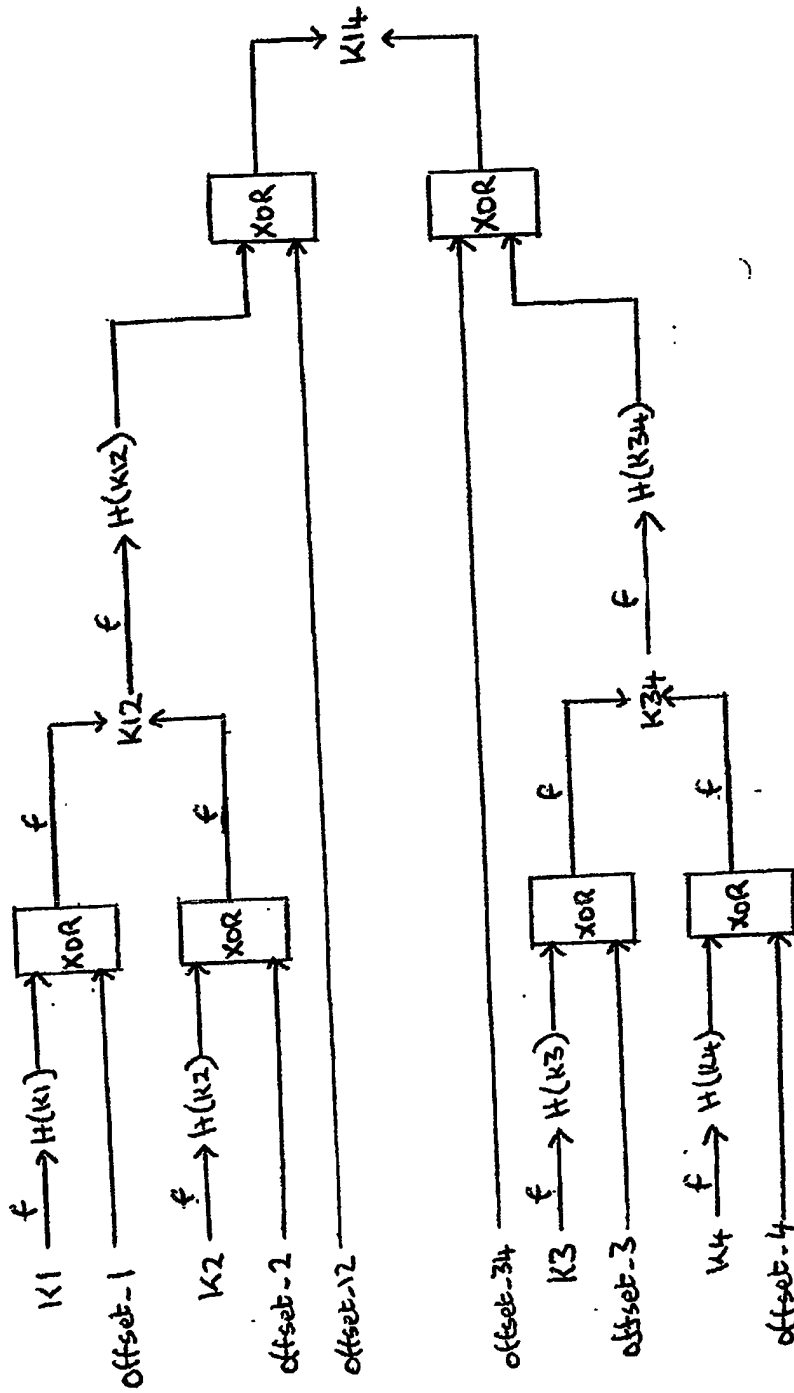 K1 f H(K1) XOR f
offset-1
K12 f H(K12) XOR
K2 f H(K2) XOR f
offset-2
offset-12
K14
offset-34
XOR
K3 f H(K3) XOR f
offset-3
K34 f H(K34)
K4 f H(K4) XOR f
offset-4